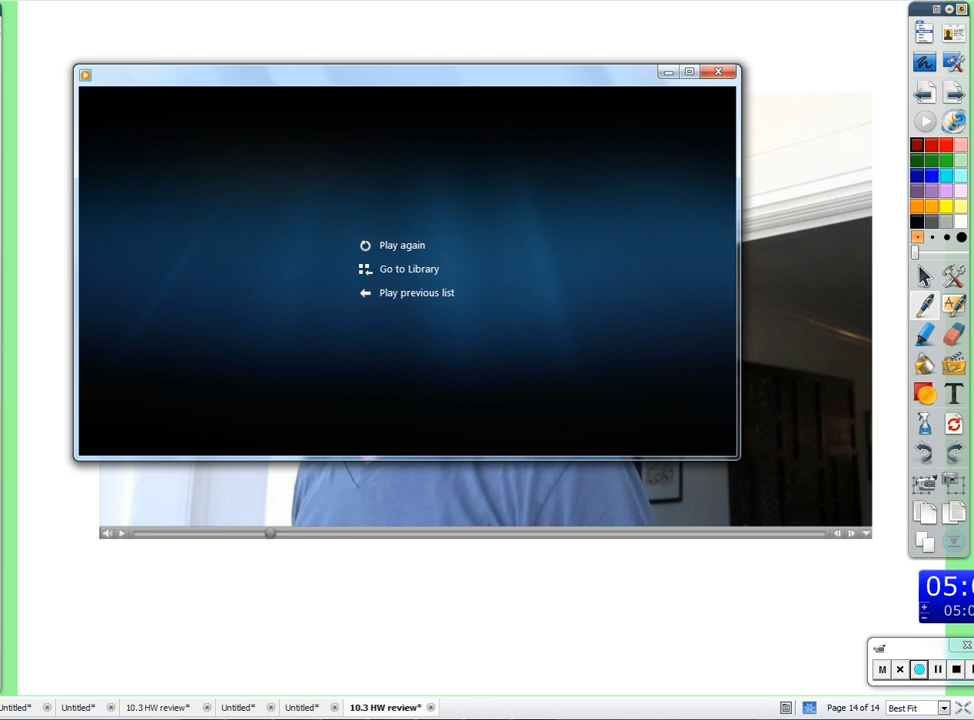 Play again
Go to Library
Play previous list
A
T
05:
05:0
M
Untitled*
Untitled*
10.3 HW review*
Untitled*
Untitled*
10.3 HW review*
Page 14 of 14
Best Fit